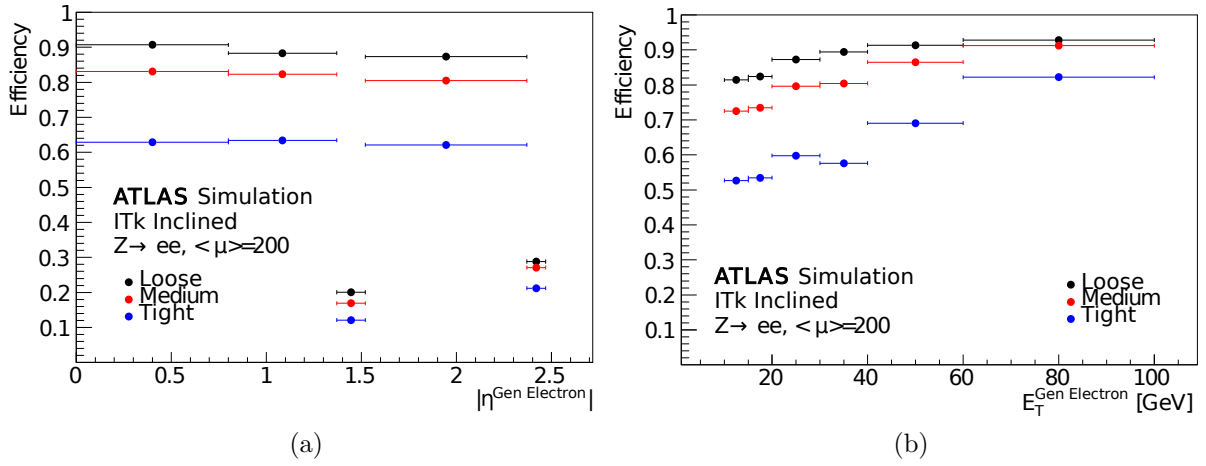 1
0.9
0.8
0.7
0.6
0.5
0.4
0.3
0.2
0.1
Efficiency
ATLAS Simulation
ITk Inclined
Z→ ee, <μ>=200
Loose
Medium
Tight
0 0.5 1 1.5 2 2.5
|η^Gen Electron|
(a)
1
0.9
0.8
0.7
0.6
0.5
0.4
0.3
0.2
0.1
Efficiency
ATLAS Simulation
ITk Inclined
Z→ ee, <μ>=200
Loose
Medium
Tight
20 40 60 80 100
E_T^Gen Electron [GeV]
(b)